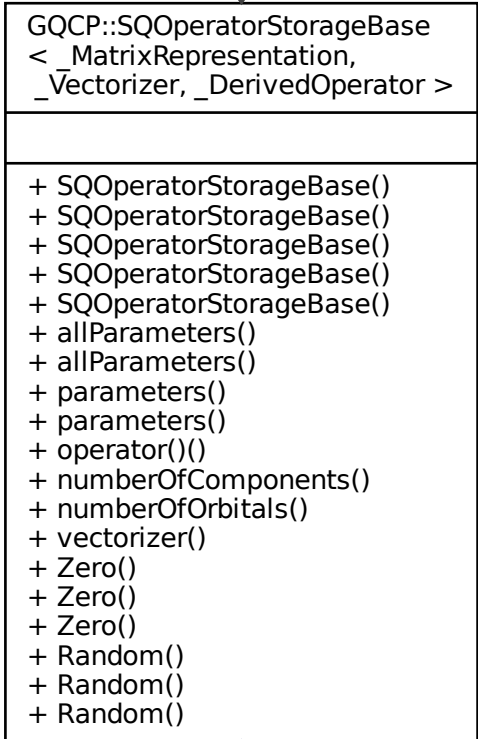 GQCP::SQOperatorStorageBase
< _MatrixRepresentation,
_Vectorizer, _DerivedOperator >
+ SQOperatorStorageBase()
+ SQOperatorStorageBase()
+ SQOperatorStorageBase()
+ SQOperatorStorageBase()
+ SQOperatorStorageBase()
+ allParameters()
+ allParameters()
+ parameters()
+ parameters()
+ operator()()
+ numberOfComponents()
+ numberOfOrbitals()
+ vectorizer()
+ Zero()
+ Zero()
+ Zero()
+ Random()
+ Random()
+ Random()